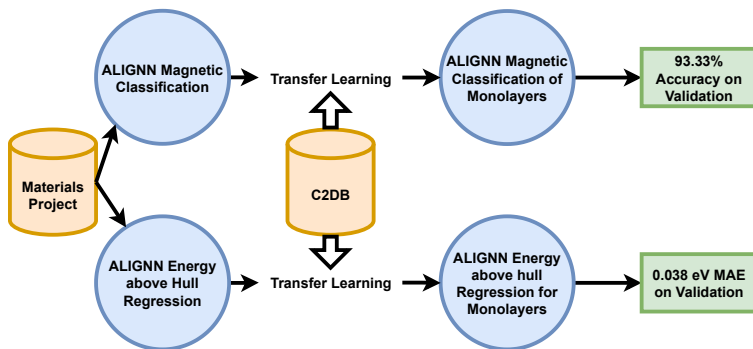 ALIGNN Magnetic
Classification
Transfer Learning
ALIGNN Magnetic
Classification of
Monolayers
93.33%
Accuracy on
Validation
Materials
Project
C2DB
ALIGNN Energy
above Hull
Regression
Transfer Learning
ALIGNN Energy
above hull
Regression for
Monolayers
0.038 eV MAE
on Validation